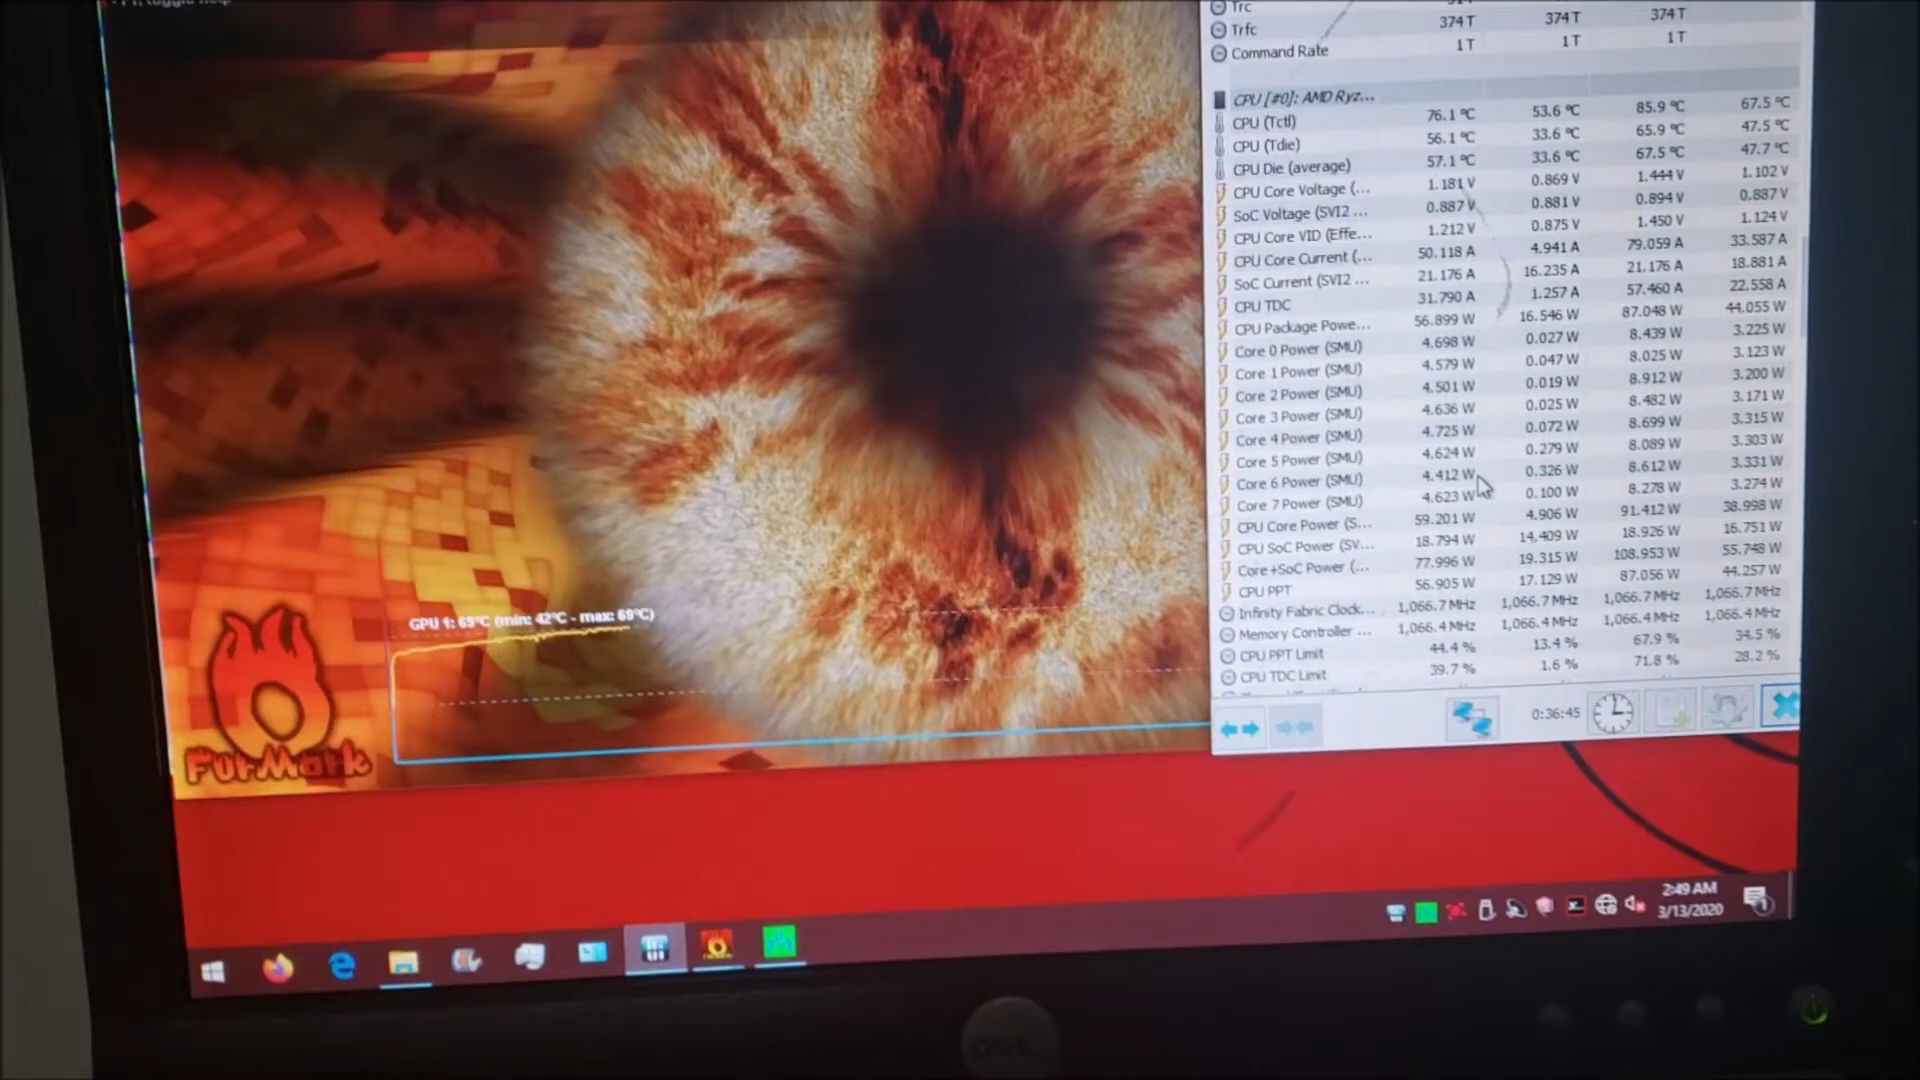 Trc
Trfc 374 T 374 T 374 T
Command Rate 1 T 1 T 1 T
CPU [#0]: AMD Ryz...
CPU (Tctl) 76.1 °C 53.6 °C 85.9 °C 67.5 °C
CPU (Tdie) 56.1 °C 33.6 °C 65.9 °C 47.5 °C
CPU Die (average) 57.1 °C 33.6 °C 67.5 °C 47.7 °C
CPU Core Voltage (... 1.181 V 0.869 V 1.444 V 1.102 V
SoC Voltage (SVI2 ... 0.887 V 0.881 V 0.894 V 0.887 V
CPU Core VID (Effe... 1.212 V 0.875 V 1.450 V 1.124 V
CPU Core Current (... 50.118 A 4.941 A 79.059 A 33.587 A
SoC Current (SVI2 ... 21.176 A 16.235 A 21.176 A 18.881 A
CPU TDC 31.790 A 1.257 A 57.460 A 22.558 A
CPU Package Powe... 56.899 W 16.546 W 87.048 W 44.055 W
Core 0 Power (SMU) 4.698 W 0.027 W 8.439 W 3.225 W
Core 1 Power (SMU) 4.579 W 0.047 W 8.025 W 3.123 W
Core 2 Power (SMU) 4.501 W 0.019 W 8.912 W 3.200 W
Core 3 Power (SMU) 4.636 W 0.025 W 8.482 W 3.171 W
Core 4 Power (SMU) 4.725 W 0.072 W 8.699 W 3.315 W
Core 5 Power (SMU) 4.624 W 0.279 W 8.089 W 3.303 W
Core 6 Power (SMU) 4.412 W 0.326 W 8.612 W 3.331 W
Core 7 Power (SMU) 4.623 W 0.100 W 8.278 W 3.274 W
CPU Core Power (S... 59.201 W 4.906 W 91.412 W 38.998 W
CPU SoC Power (SV... 18.794 W 14.409 W 18.926 W 16.751 W
Core+SoC Power (... 77.996 W 19.315 W 108.953 W 55.748 W
CPU PPT 56.905 W 17.129 W 87.056 W 44.257 W
Infinity Fabric Clock... 1,066.7 MHz 1,066.7 MHz 1,066.7 MHz 1,066.7 MHz
Memory Controller ... 1,066.4 MHz 1,066.4 MHz 1,066.4 MHz 1,066.4 MHz
CPU PPT Limit 44.4 % 13.4 % 67.9 % 34.5 %
CPU TDC Limit 39.7 % 1.6 % 71.8 % 28.2 %
0:36:45
GPU 1: 69°C (min: 42°C - max: 69°C)
FurMark
2:49 AM
3/13/2020